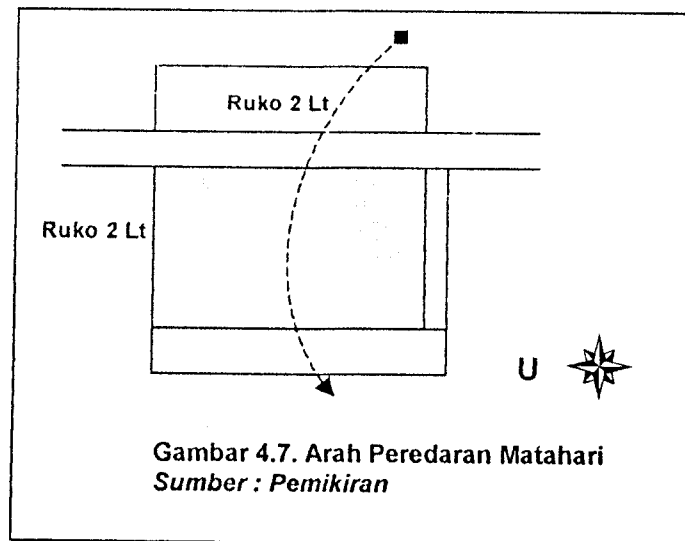 Ruko 2 Lt
Ruko 2 Lt
U
Gambar 4.7. Arah Peredaran Matahari
Sumber : Pemikiran